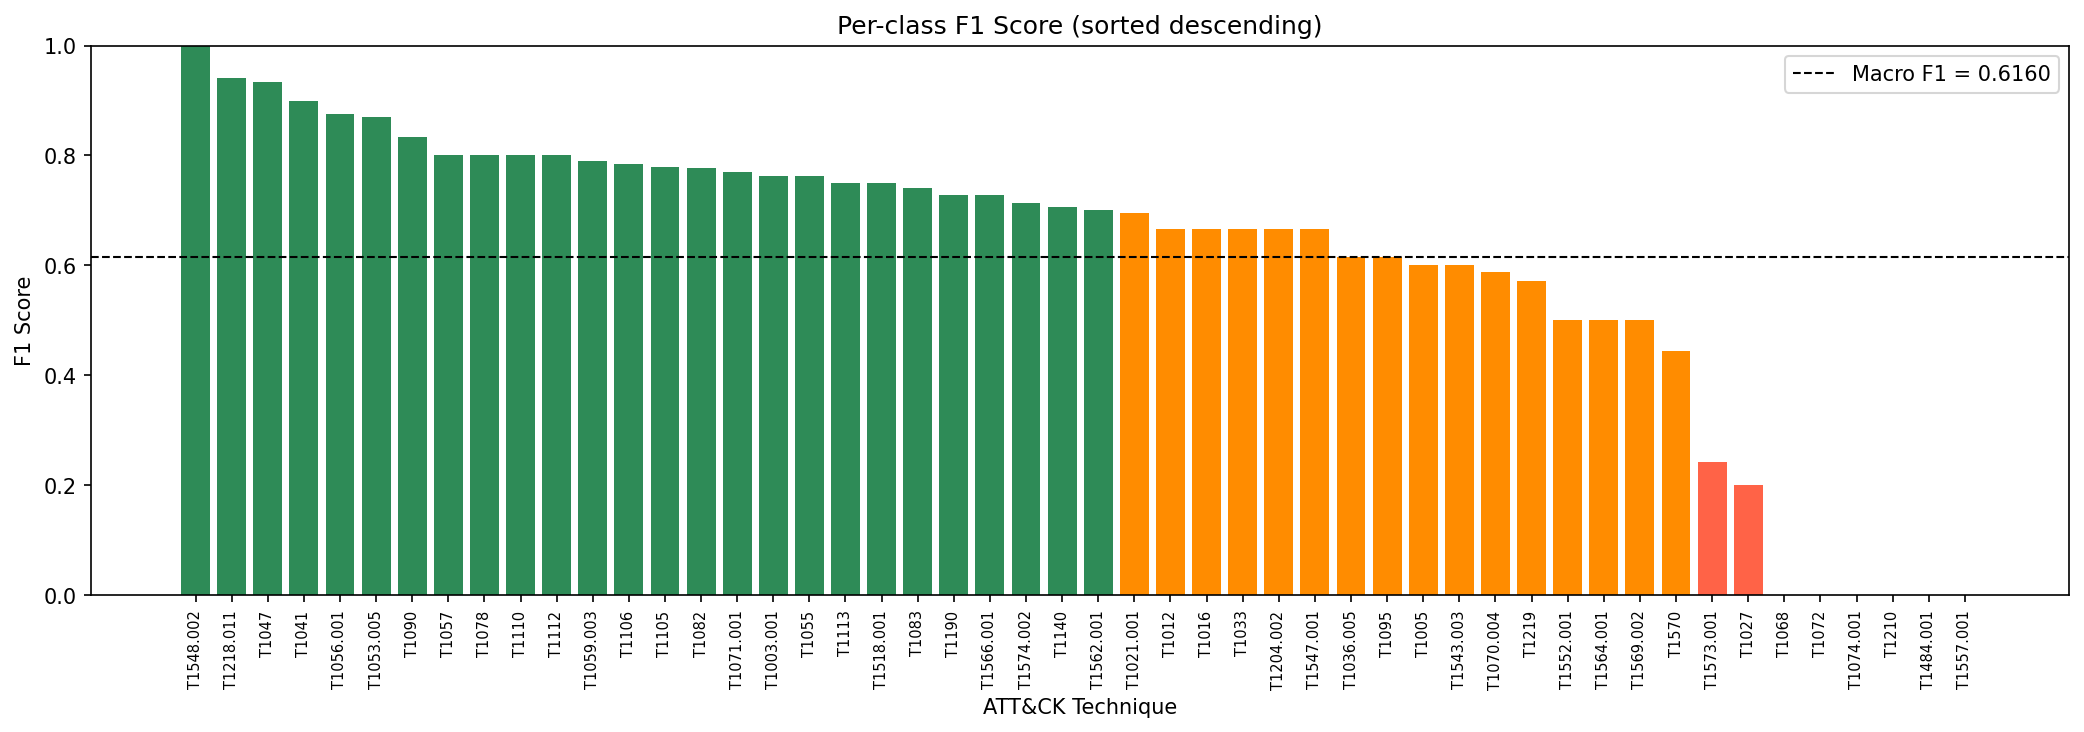 Per-class F1 Score (sorted descending)
Macro F1 = 0.6160
F1 Score
1.0
0.8
0.6
0.4
0.2
0.0
T1548.002
T1218.011
T1047
T1041
T1056.001
T1053.005
T1090
T1057
T1078
T1110
T1112
T1059.003
T1106
T1105
T1082
T1071.001
T1003.001
T1055
T1113
T1518.001
T1083
T1190
T1566.001
T1574.002
T1140
T1562.001
T1021.001
T1012
T1016
T1033
T1204.002
T1547.001
T1036.005
T1095
T1005
T1543.003
T1070.004
T1219
T1552.001
T1564.001
T1569.002
T1570
T1573.001
T1027
T1068
T1072
T1074.001
T1210
T1484.001
T1557.001
ATT&CK Technique